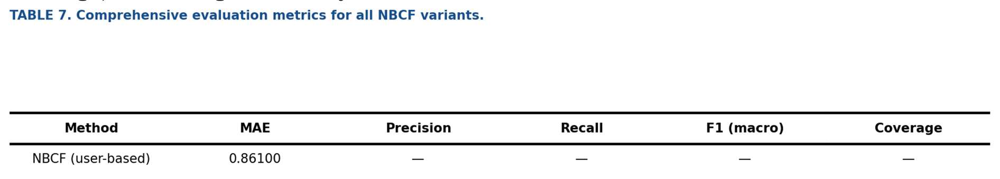 TABLE 7. Comprehensive evaluation metrics for all NBCF variants.
Method MAE Precision Recall F1 (macro) Coverage
NBCF (user-based) 0.86100 — — — —